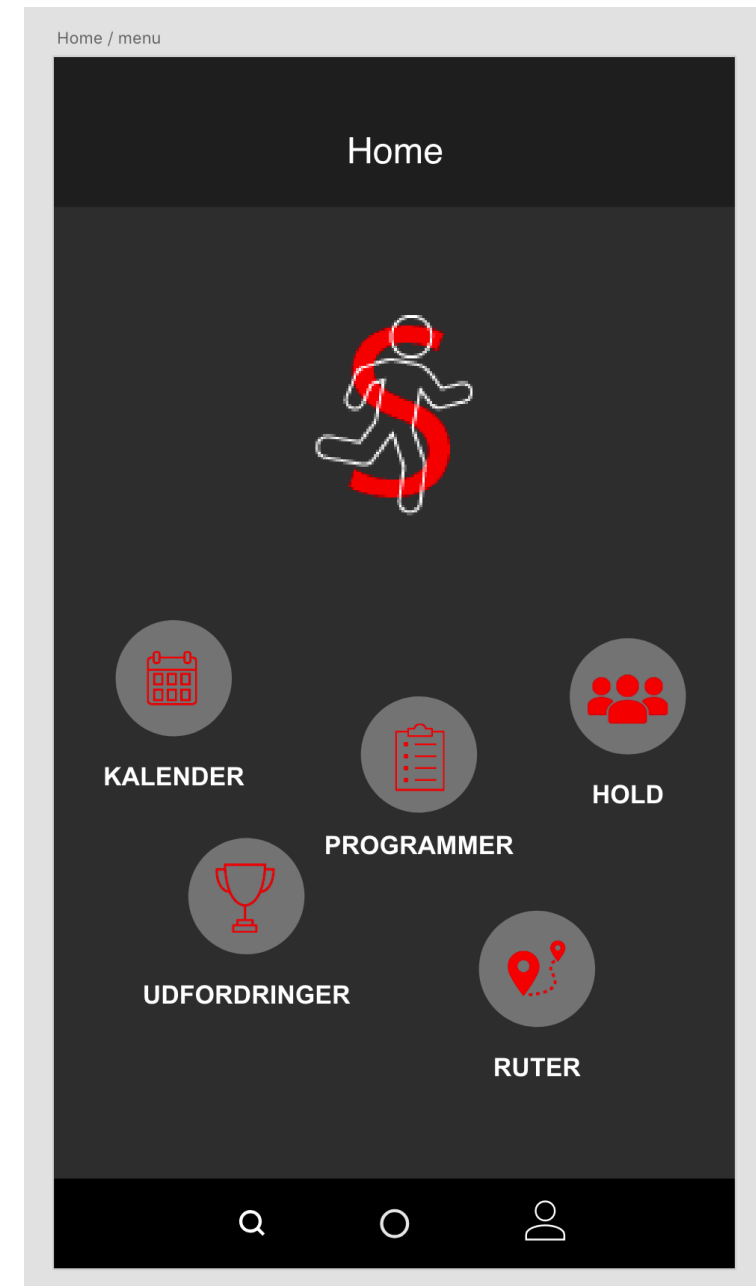 Home / menu
Home
S
KALENDER
HOLD
PROGRAMMER
UDFORDRINGER
RUTER